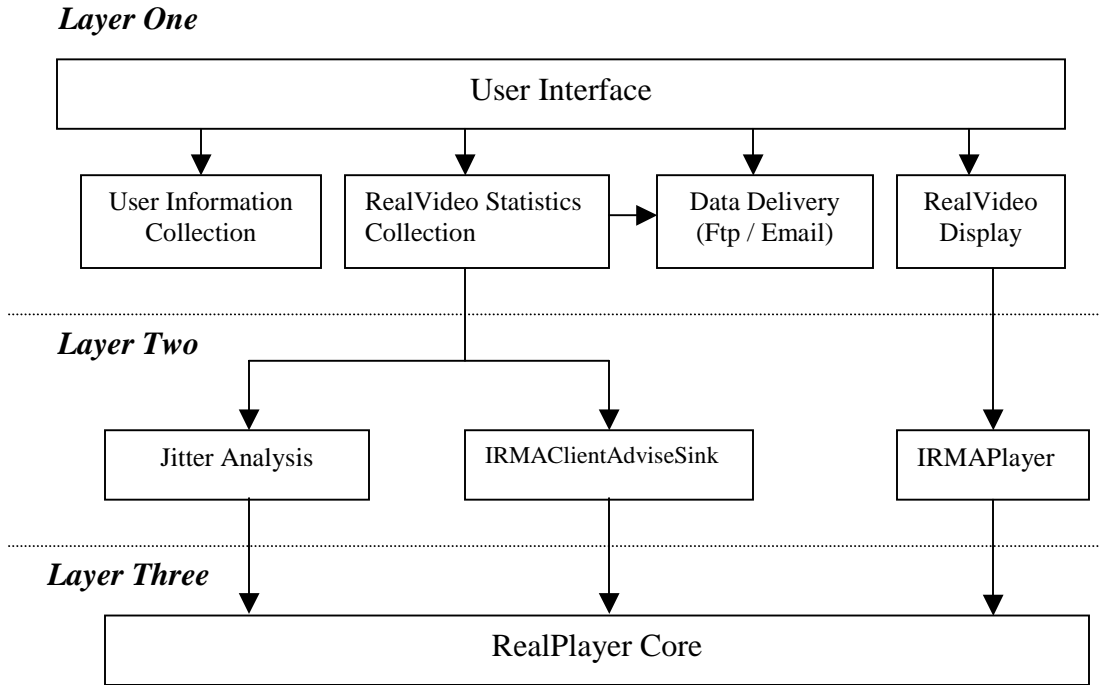 Layer One
User Interface
User Information
Collection
RealVideo Statistics
Collection
Data Delivery
(Ftp / Email)
RealVideo
Display
Layer Two
Jitter Analysis
IRMAClientAdviseSink
IRMAPlayer
Layer Three
RealPlayer Core